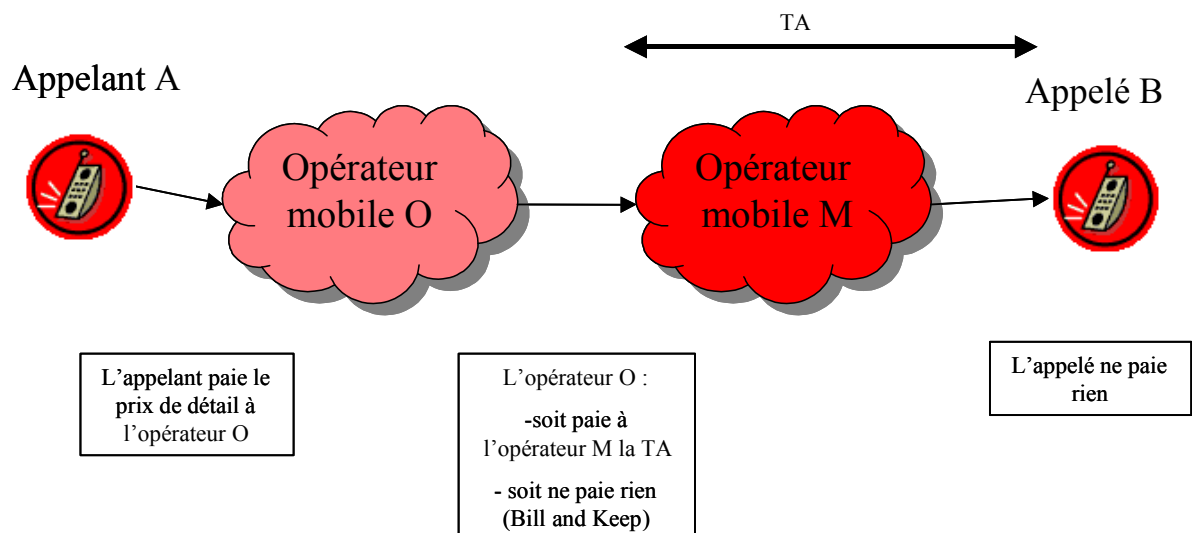 TA
Appelant A
Appelé B
Opérateur
mobile O
Opérateur
mobile M
L’appelant paie le
prix de détail à
l’opérateur O
L’opérateur O :
-soit paie à
l’opérateur M la TA
- soit ne paie rien
(Bill and Keep)
L’appelé ne paie
rien